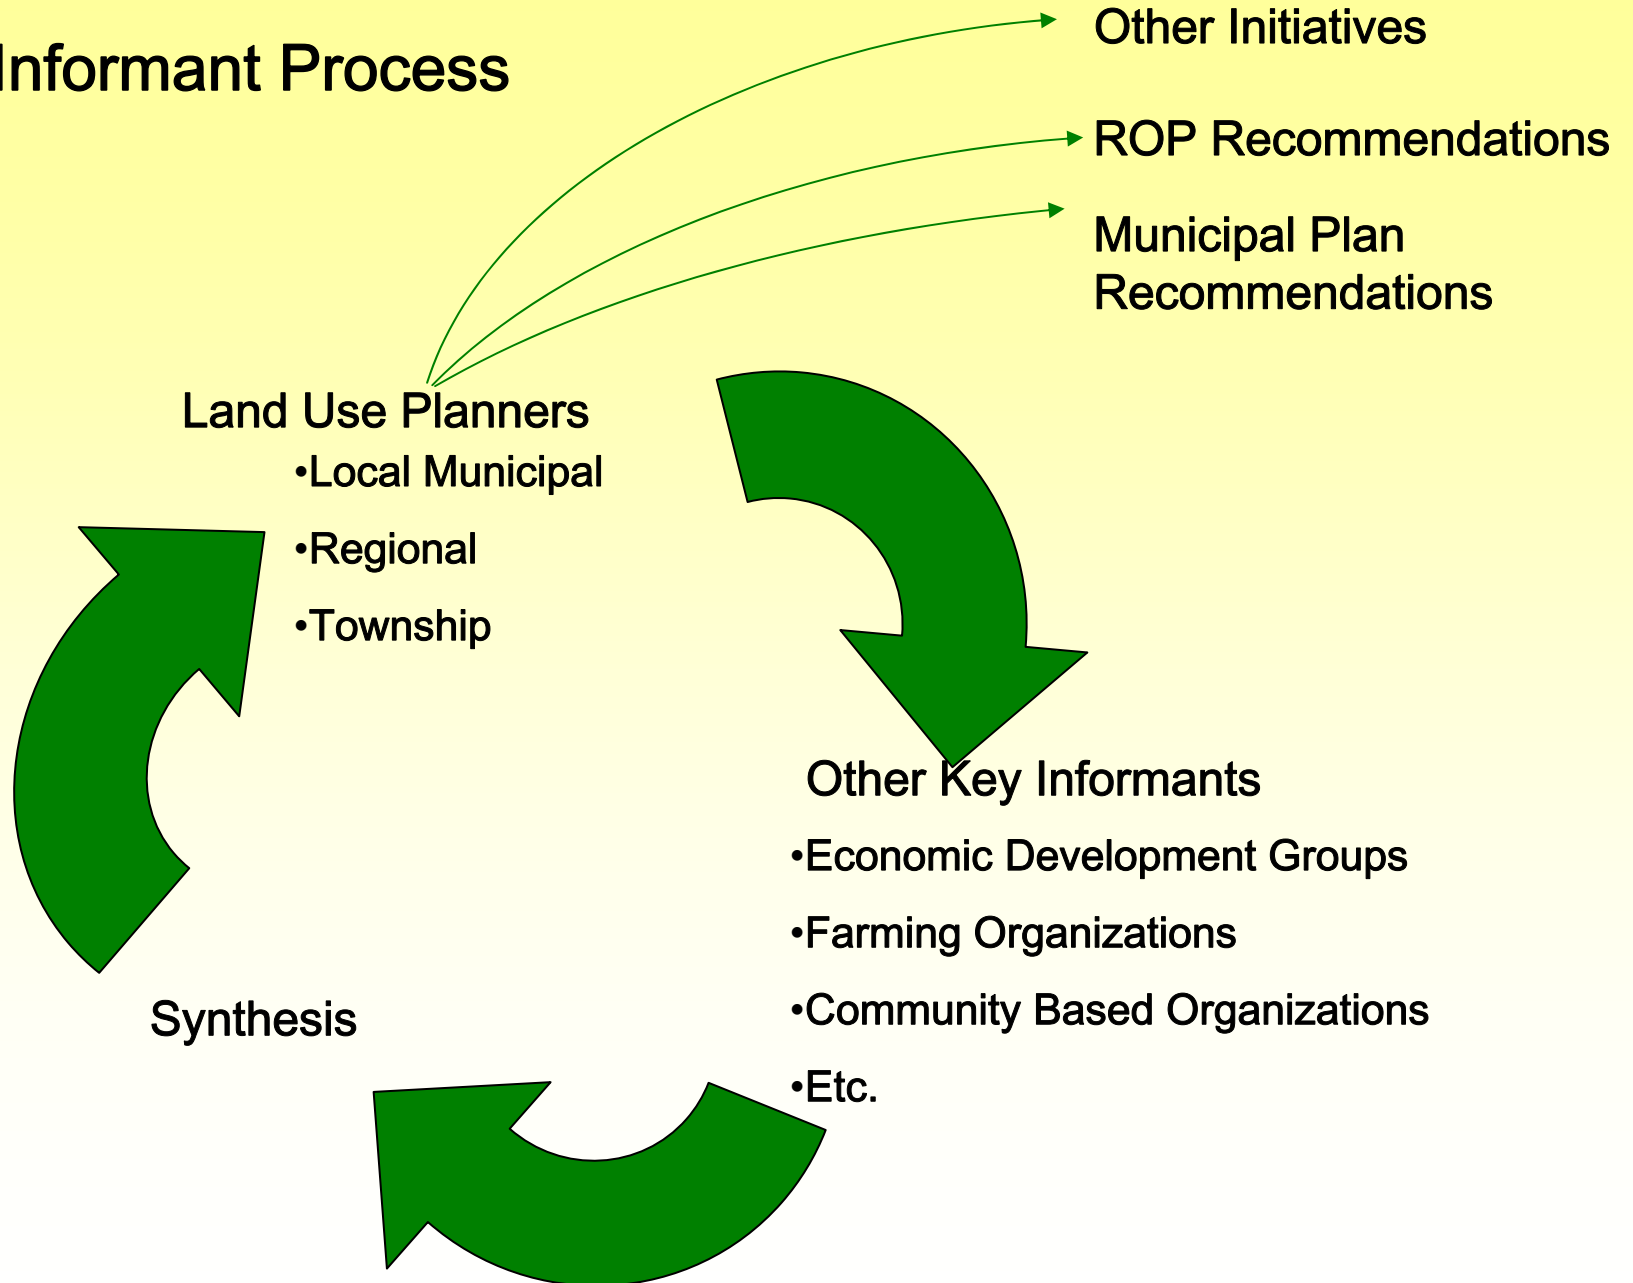 Informant Process
Other Initiatives
ROP Recommendations
Municipal Plan
Recommendations
Land Use Planners
•Local Municipal
•Regional
•Township
Other Key Informants
•Economic Development Groups
•Farming Organizations
•Community Based Organizations
•Etc.
Synthesis